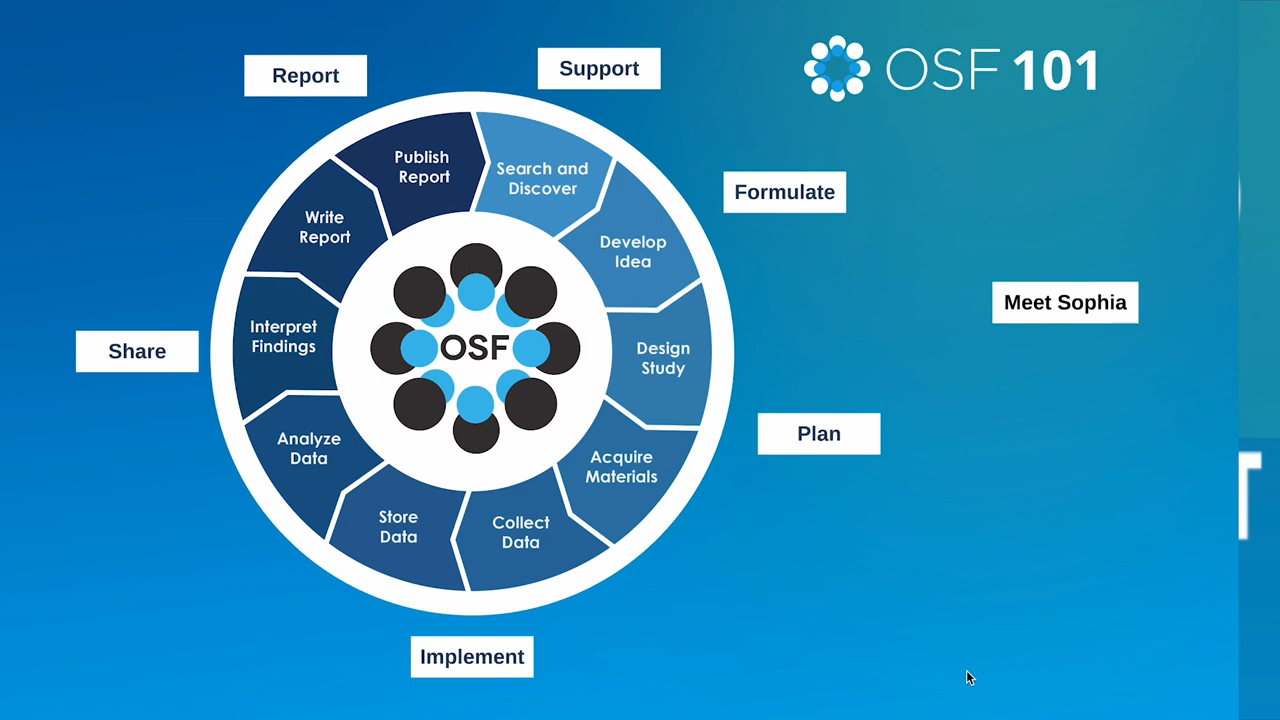 OSF 101
Report
Support
Formulate
Meet Sophia
Plan
Implement
Share
Publish
Report
Search and
Discover
Develop
Idea
Design
Study
Acquire
Materials
Collect
Data
Store
Data
Analyze
Data
Interpret
Findings
Write
Report
OSF